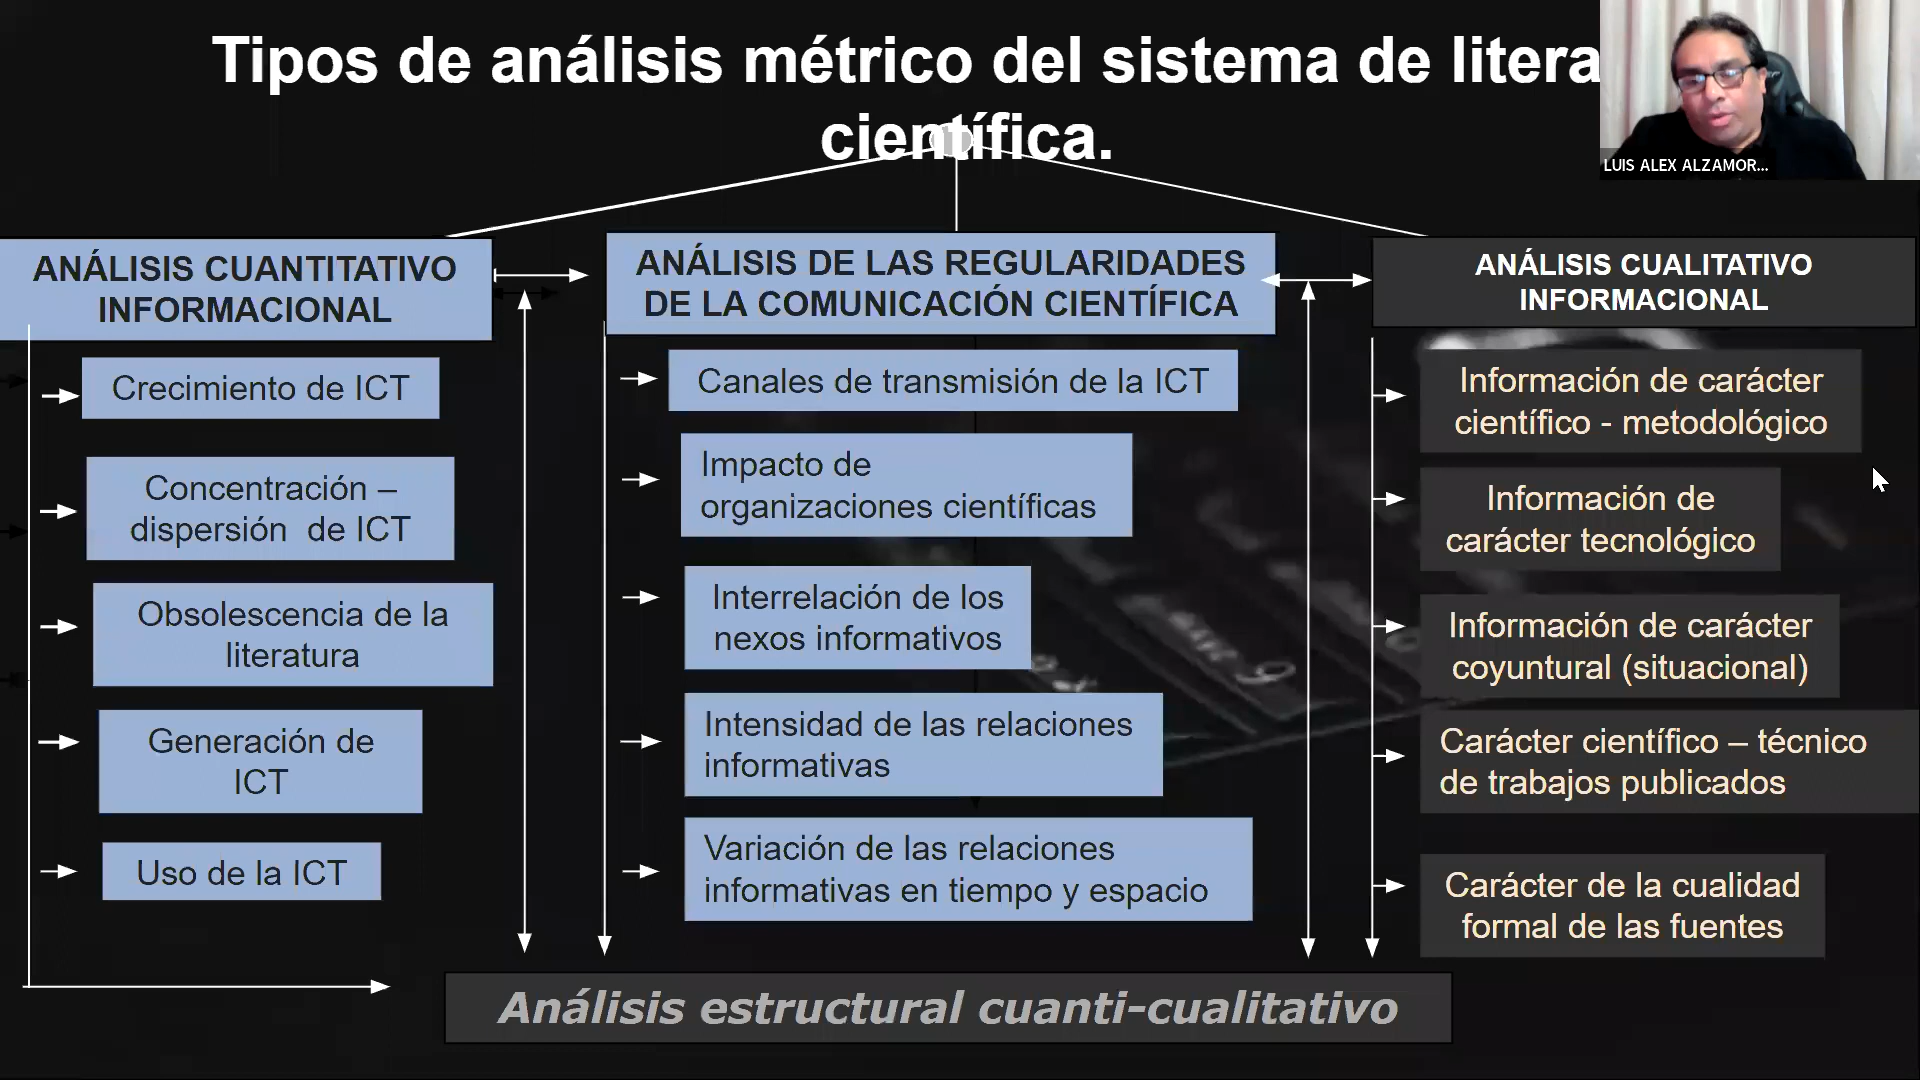 Tipos de análisis métrico del sistema de litera
científica.
LUIS ALEX ALZAMOR...
ANÁLISIS CUANTITATIVO
INFORMACIONAL
Crecimiento de ICT
Concentración –
dispersión de ICT
Obsolescencia de la
literatura
Generación de
ICT
Uso de la ICT
ANÁLISIS DE LAS REGULARIDADES
DE LA COMUNICACIÓN CIENTÍFICA
Canales de transmisión de la ICT
Impacto de
organizaciones científicas
Interrelación de los
nexos informativos
Intensidad de las relaciones
informativas
Variación de las relaciones
informativas en tiempo y espacio
ANÁLISIS CUALITATIVO
INFORMACIONAL
Información de carácter
científico - metodológico
Información de
carácter tecnológico
Información de carácter
coyuntural (situacional)
Carácter científico – técnico
de trabajos publicados
Carácter de la cualidad
formal de las fuentes
Análisis estructural cuanti-cualitativo